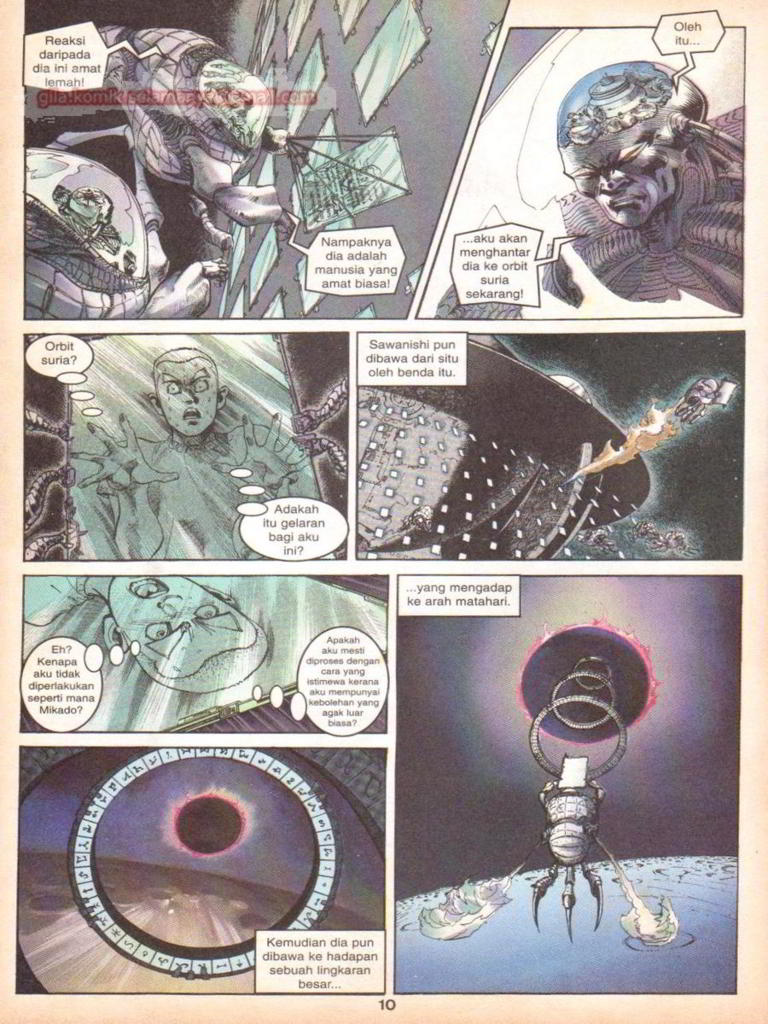 Reaksi
daripada
dia ini amat
lemah!
Nampaknya
dia adalah
manusia yang
amat biasa!
Oleh
itu...
...aku akan
menghantar
dia ke orbit
suria
sekarang!
Orbit
suria?
Adakah
itu gelaran
bagi aku
ini?
Sawanishi pun
dibawa dari situ
oleh benda itu.
Eh?
Kenapa
aku tidak
diperlakukan
seperti mana
Mikado?
Apakah
aku mesti
diproses dengan
cara yang
istimewa kerana
aku mempunyai
kebolehan yang
agak luar
biasa?
Kemudian dia pun
dibawa ke hadapan
sebuah lingkaran
besar...
...yang mengadap
ke arah matahari.
10